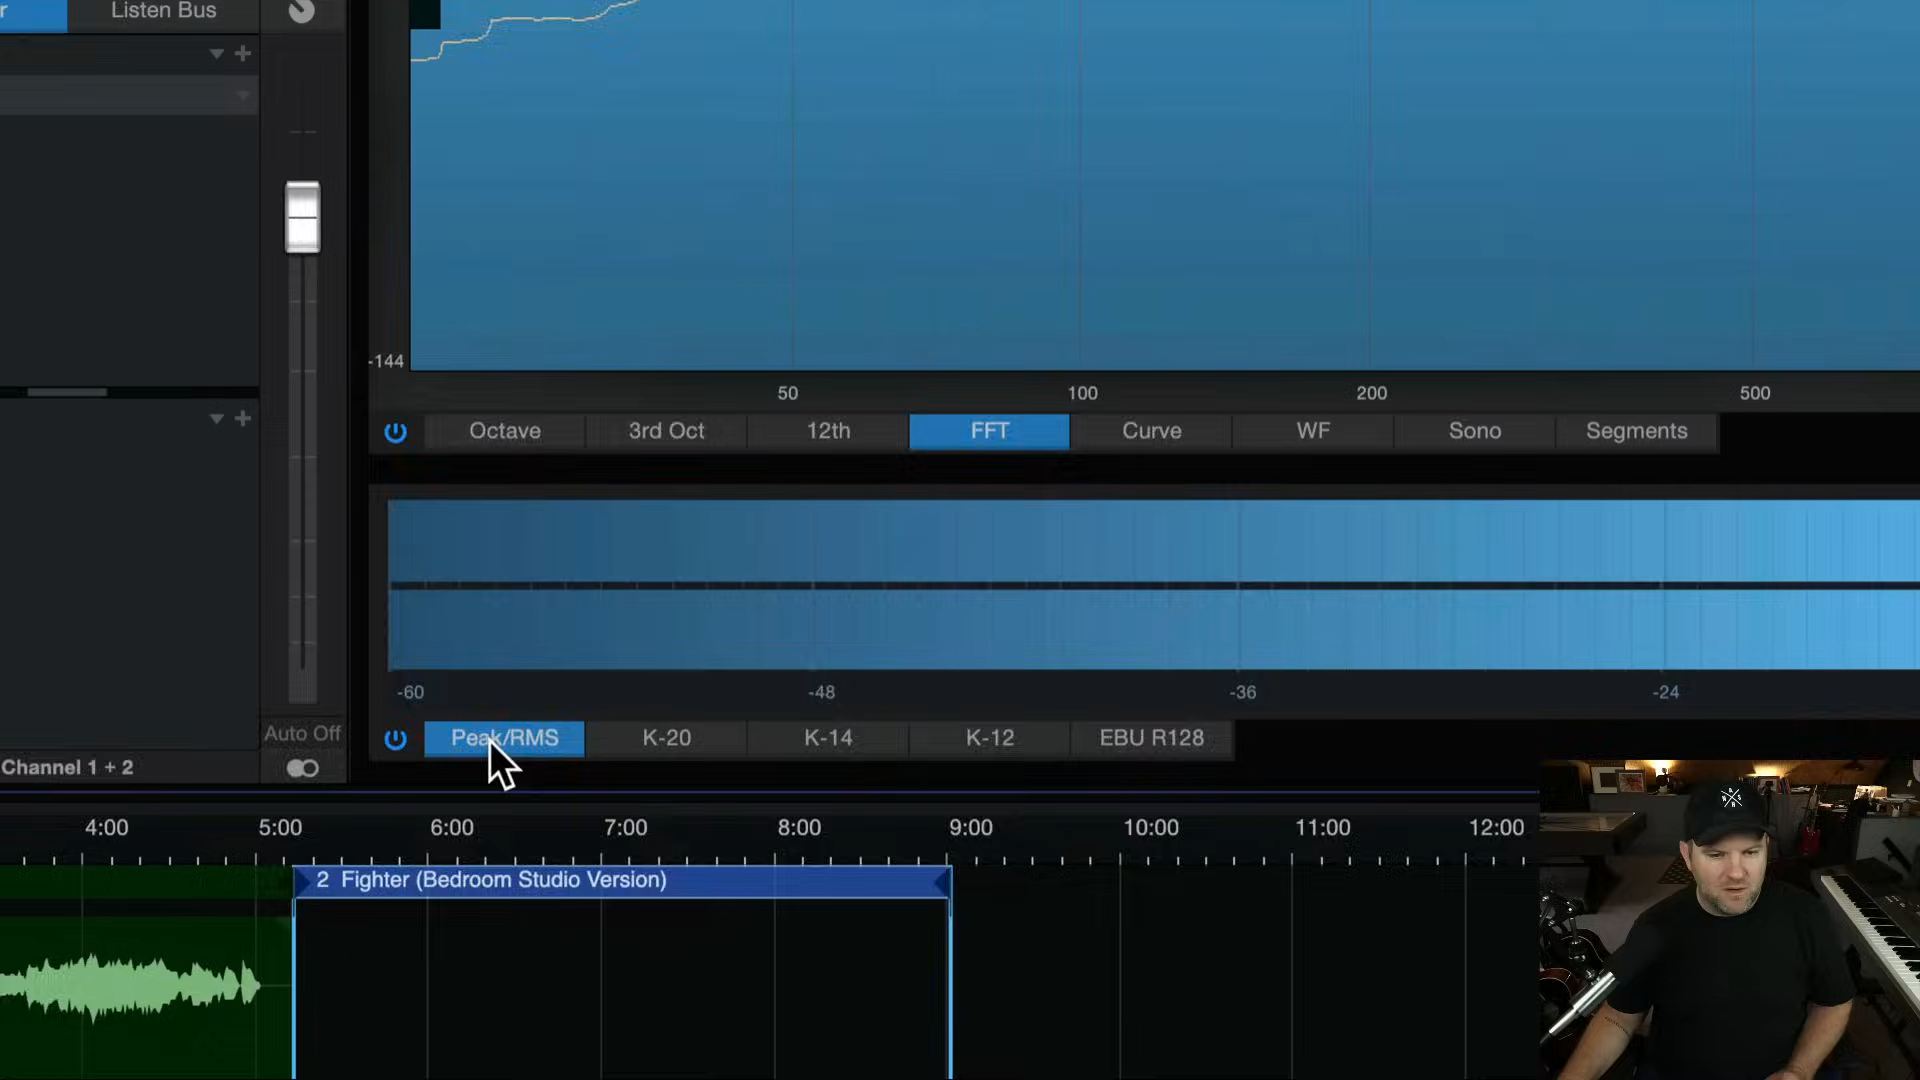 r
Listen Bus
-144
50 100 200 500
Octave 3rd Oct 12th FFT Curve WF Sono Segments
-60 -48 -36 -24
Auto Off
Peak/RMS K-20 K-14 K-12 EBU R128
Channel 1 + 2
4:00 5:00 6:00 7:00 8:00 9:00 10:00 11:00 12:00
2 Fighter (Bedroom Studio Version)